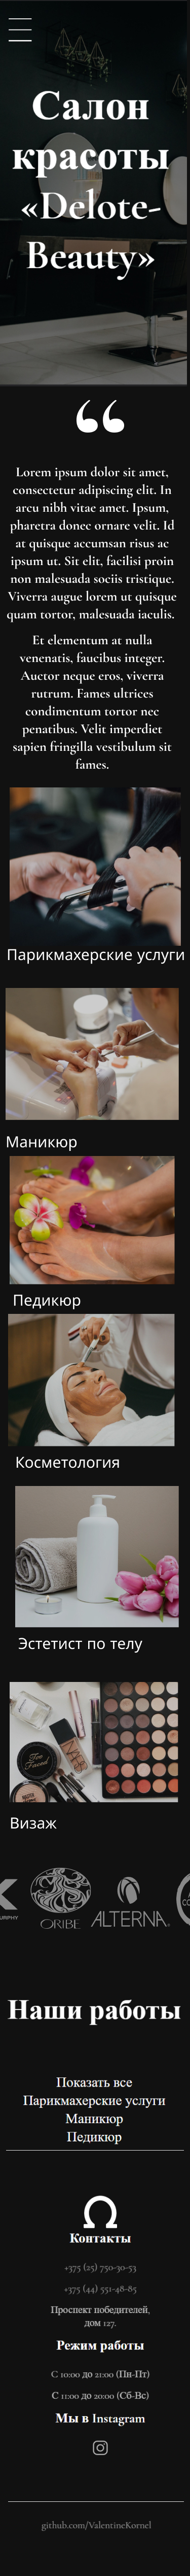 Салон
красоты
«Delote-
Beauty»
“
Lorem ipsum dolor sit amet,
consectetur adipiscing elit. In
arcu nibh vitae amet. Ipsum,
pharetra donec ornare velit. Id
at quisque accumsan risus ac
ipsum ut. Sit elit, facilisi proin
non malesuada sociis tristique.
Viverra augue lorem ut quisque
quam tortor, malesuada iaculis.
Et elementum at nulla
venenatis, faucibus integer.
Auctor neque eros, viverra
rutrum. Fames ultrices
condimentum tortor nec
penatibus. Velit imperdiet
sapien fringilla vestibulum sit
fames.
Парикмахерские услуги
Маникюр
Педикюр
Косметология
Эстетист по телу
Too Faced
Визаж
URPHY
ORIBE
ALTERNA
CO
Наши работы
Показать все
Парикмахерские услуги
Маникюр
Педикюр
Ω
Контакты
+375 (25) 750-30-53
+375 (44) 551-48-85
Проспект победителей,
дом 127.
Режим работы
С 10:00 до 21:00 (Пн-Пт)
С 11:00 до 20:00 (Сб-Вс)
Мы в Instagram
github.com/ValentineKornel